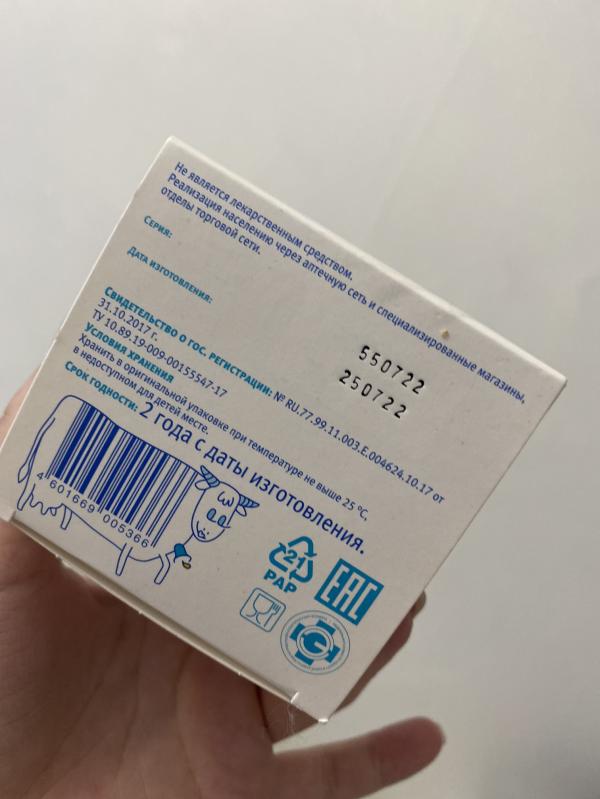 Не является лекарственным средством.
Реализация населению через аптечную сеть и специализированные магазины,
отделы торговой сети.
Серия:
550722
Дата изготовления:
250722
Свидетельство о гос. регистрации: № RU.77.99.11.003.Е.004624.10.17 от
31.10.2017 г.
ТУ 10.89.19-009-00155547-17
Условия хранения
Хранить в оригинальной упаковке при температуре не выше 25 °С,
в недоступном для детей месте.
Срок годности: 2 года с даты изготовления.
4 601669 005366
21
PAP
EAC